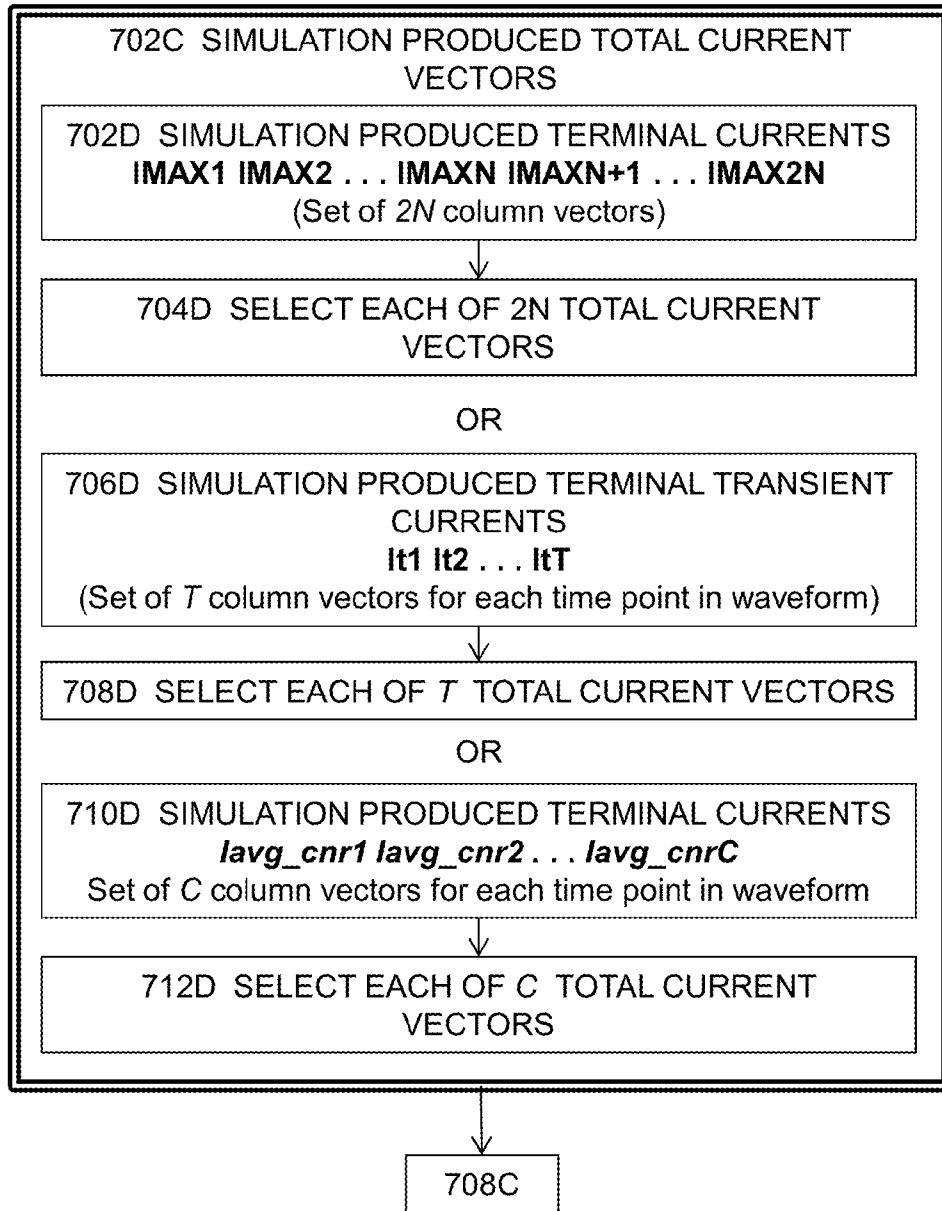 702C SIMULATION PRODUCED TOTAL CURRENT
VECTORS
702D SIMULATION PRODUCED TERMINAL CURRENTS
IMAX1 IMAX2 . . . IMAXN IMAXN+1 . . . IMAX2N
(Set of 2N column vectors)
704D SELECT EACH OF 2N TOTAL CURRENT
VECTORS
OR
706D SIMULATION PRODUCED TERMINAL TRANSIENT
CURRENTS
It1 It2 . . . ItT
(Set of T column vectors for each time point in waveform)
708D SELECT EACH OF T TOTAL CURRENT VECTORS
OR
710D SIMULATION PRODUCED TERMINAL CURRENTS
Iavg_cnr1 Iavg_cnr2 . . . Iavg_cnrC
Set of C column vectors for each time point in waveform
712D SELECT EACH OF C TOTAL CURRENT
VECTORS
708C